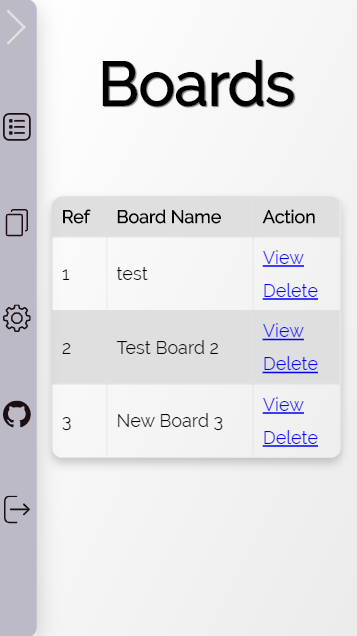 Boards
Ref Board Name Action
1 test View
Delete
2 Test Board 2 View
Delete
3 New Board 3 View
Delete